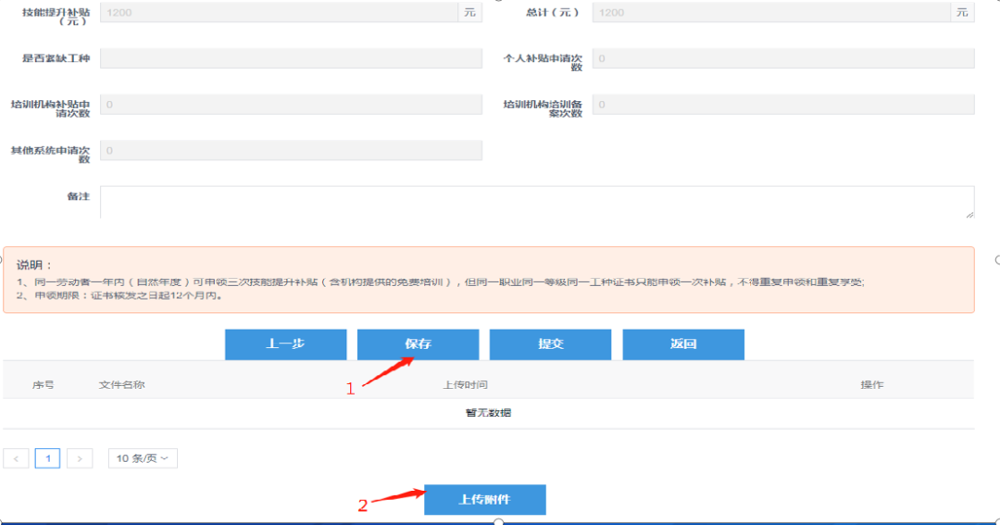 技能提升补贴（元） 1200 元 总计（元） 1200 元
是否紧缺工种 个人补贴申请次数 0
培训机构补贴申请次数 0 培训机构培训备案次数 0
其他系统申请次数 0
备注
说明：
1、同一劳动者一年内（自然年度）可申领三次技能提升补贴（含机构提供的免费培训），但同一职业同一等级同一工种证书只能申领一次补贴，不得重复申领和重复享受;
2、申领期限：证书核发之日起12个月内。
上一步 保存 提交 返回
1
序号 文件名称 上传时间 操作
暂无数据
< 1 > 10 条/页
2 上传附件